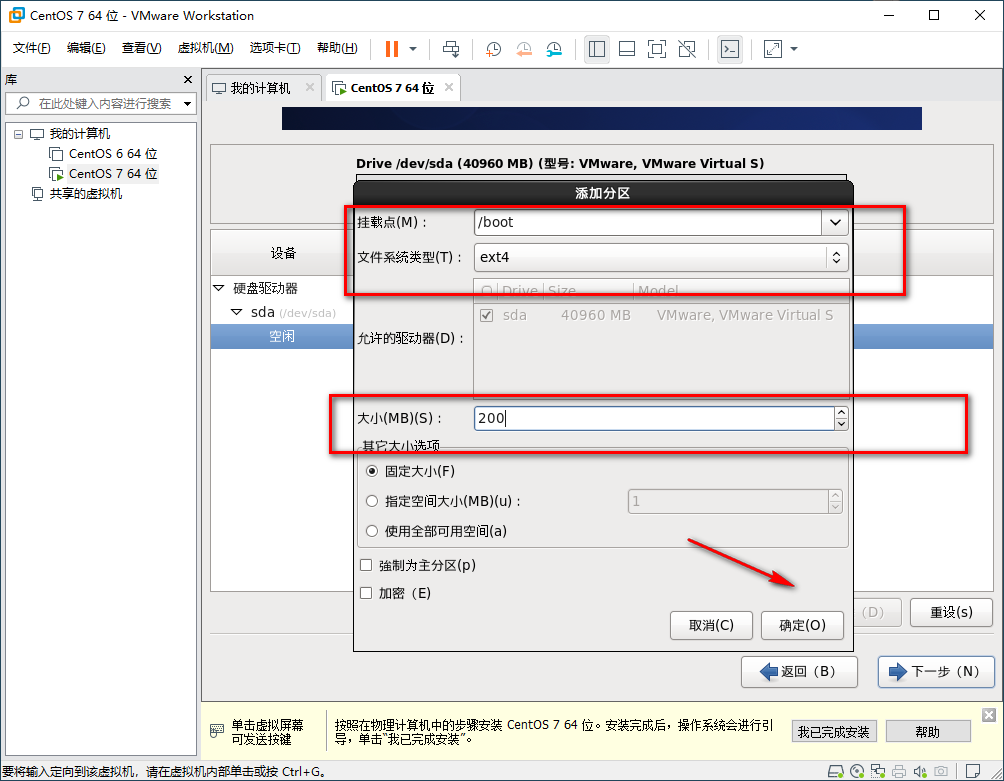 CentOS 7 64 位 - VMware Workstation
文件(F) 编辑(E) 查看(V) 虚拟机(M) 选项卡(T) 帮助(H)
库
在此处键入内容进行搜索
我的计算机
CentOS 6 64 位
CentOS 7 64 位
共享的虚拟机
我的计算机 CentOS 7 64 位
Drive /dev/sda (40960 MB) (型号: VMware, VMware Virtual S)
设备
硬盘驱动器
sda (/dev/sda)
空闲
添加分区
挂载点(M)： /boot
文件系统类型(T)： ext4
Drive Size Model
sda 40960 MB VMware, VMware Virtual S
允许的驱动器(D)：
大小(MB)(S)： 200
其它大小选项
固定大小(F)
指定空间大小(MB)(u)： 1
使用全部可用空间(a)
強制为主分区(p)
加密（E)
取消(C) 确定(O)
(D) 重设(s)
返回（B） 下一步（N）
单击虚拟屏幕
可发送按键
按照在物理计算机中的步骤安装 CentOS 7 64 位。安装完成后，操作系统会进行引
导，单击“我已完成安装”。
我已完成安装 帮助
要将输入定向到该虚拟机，请在虚拟机内部单击或按 Ctrl+G。